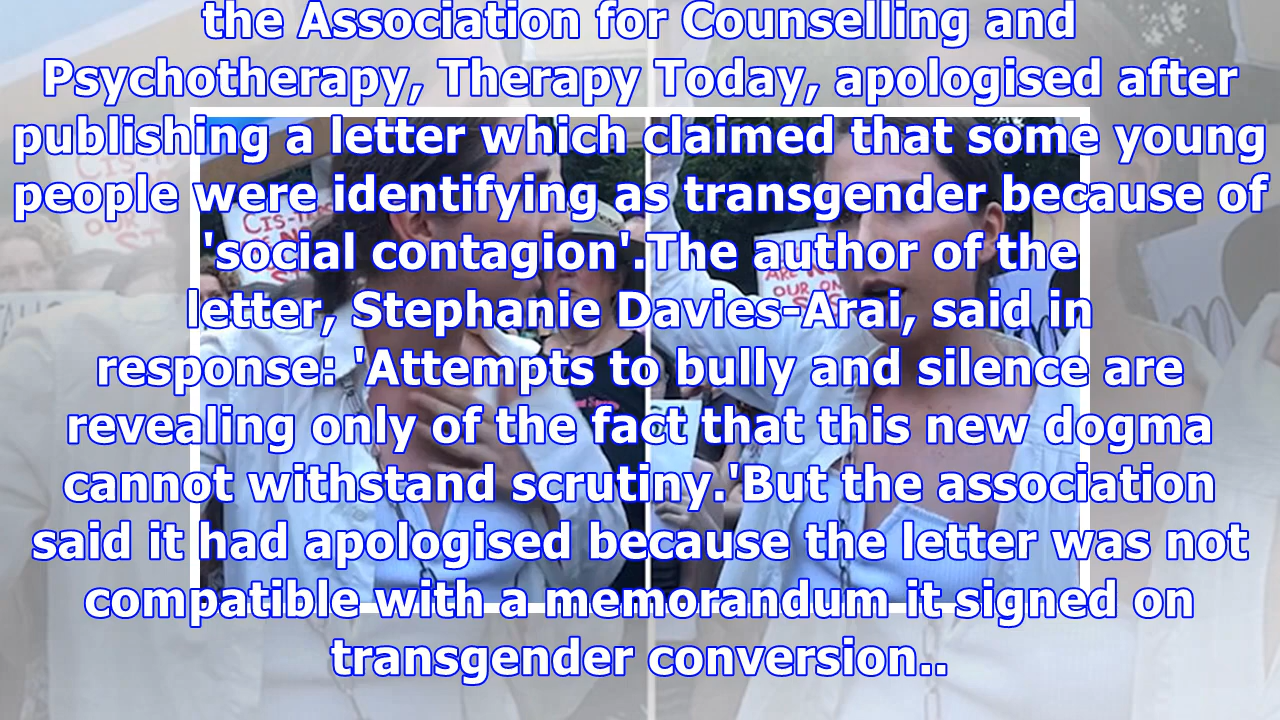 the Association for Counselling and
Psychotherapy, Therapy Today, apologised after
publishing a letter which claimed that some young
people were identifying as transgender because of
'social contagion'.The author of the
letter, Stephanie Davies-Arai, said in
response: 'Attempts to bully and silence are
revealing only of the fact that this new dogma
cannot withstand scrutiny.'But the association
said it had apologised because the letter was not
compatible with a memorandum it signed on
transgender conversion..